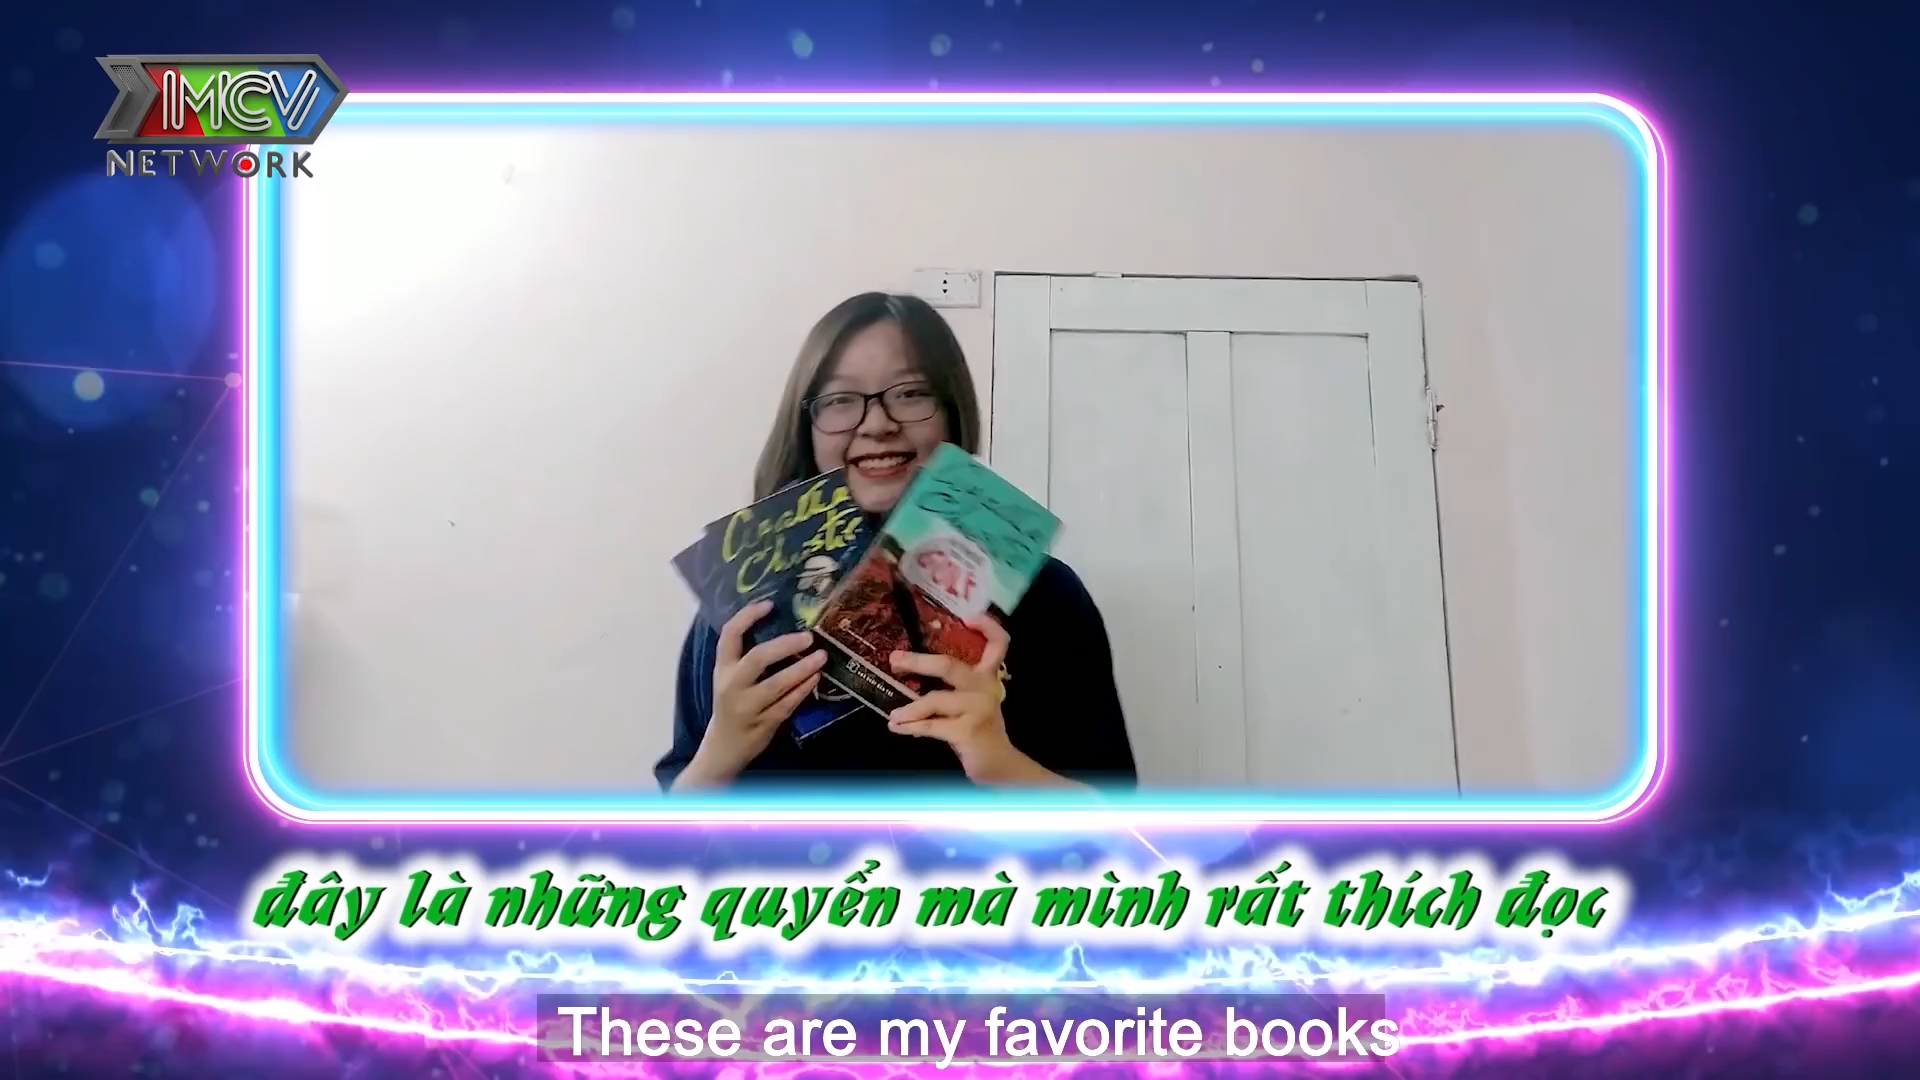 MCV
NETWORK
Agatha
Christie
GOLF
đây là những quyển mà mình rất thích đọc
These are my favorite books